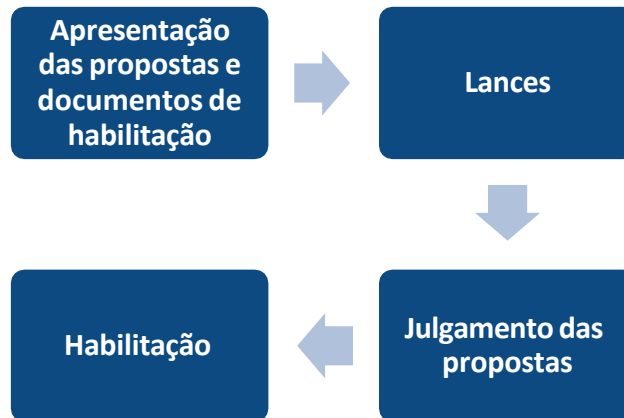 Apresentação
das propostas e
documentos de
habilitação
Lances
Julgamento das
propostas
Habilitação